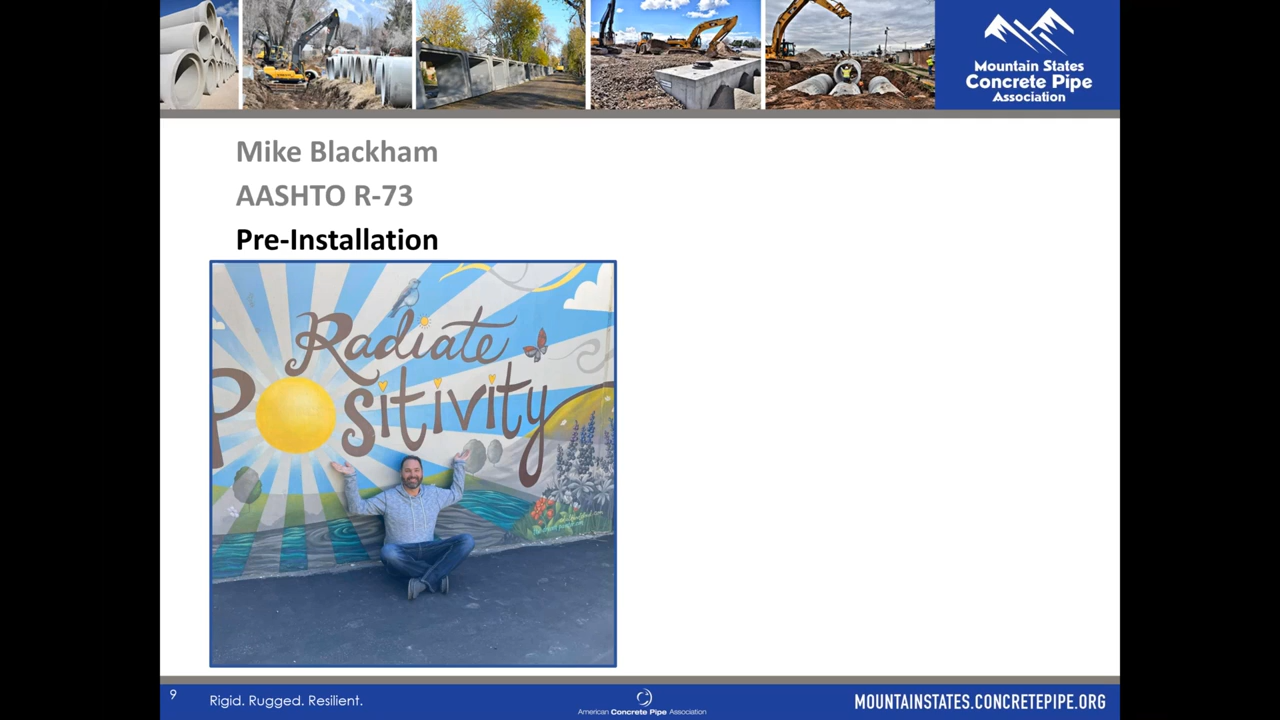 Mountain States
Concrete Pipe
Association
Mike Blackham
AASHTO R-73
Pre-Installation
Radiate
Positivity
9
Rigid. Rugged. Resilient.
American Concrete Pipe Association
MOUNTAINSTATES.CONCRETEPIPE.ORG